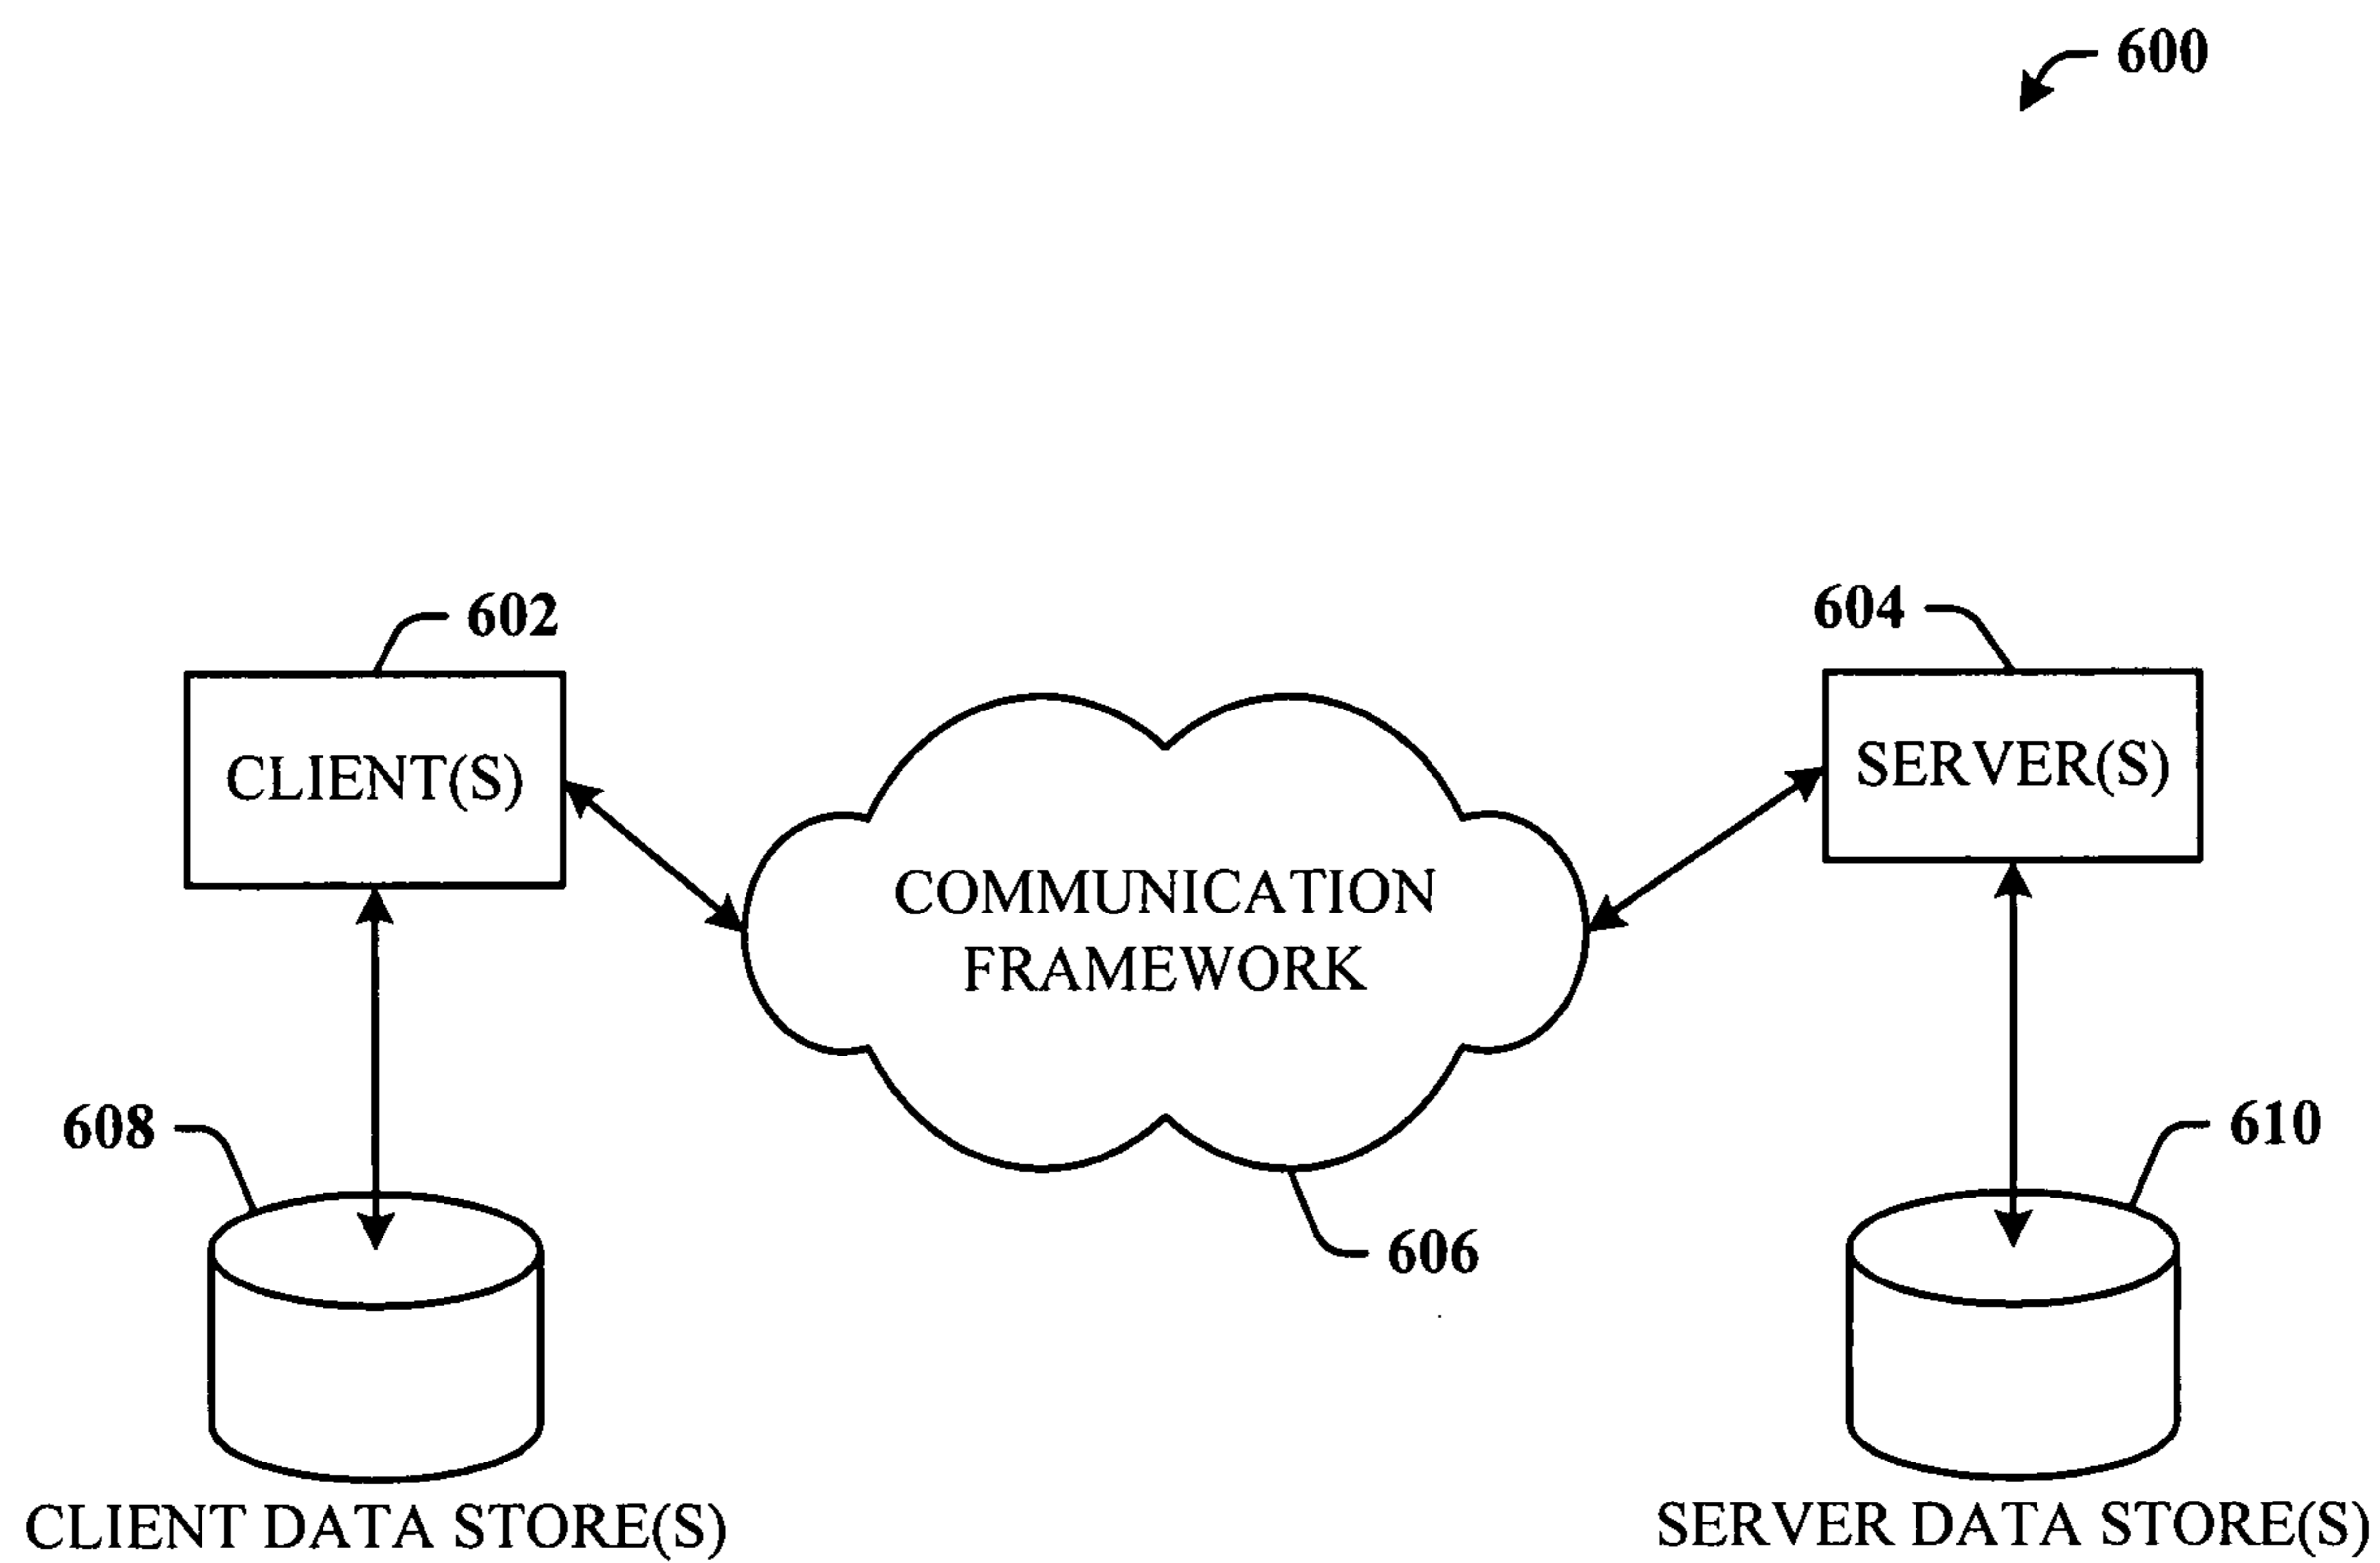 600
602
604
CLIENT(S)
SERVER(S)
COMMUNICATION
FRAMEWORK
608
610
606
CLIENT DATA STORE(S)
SERVER DATA STORE(S)